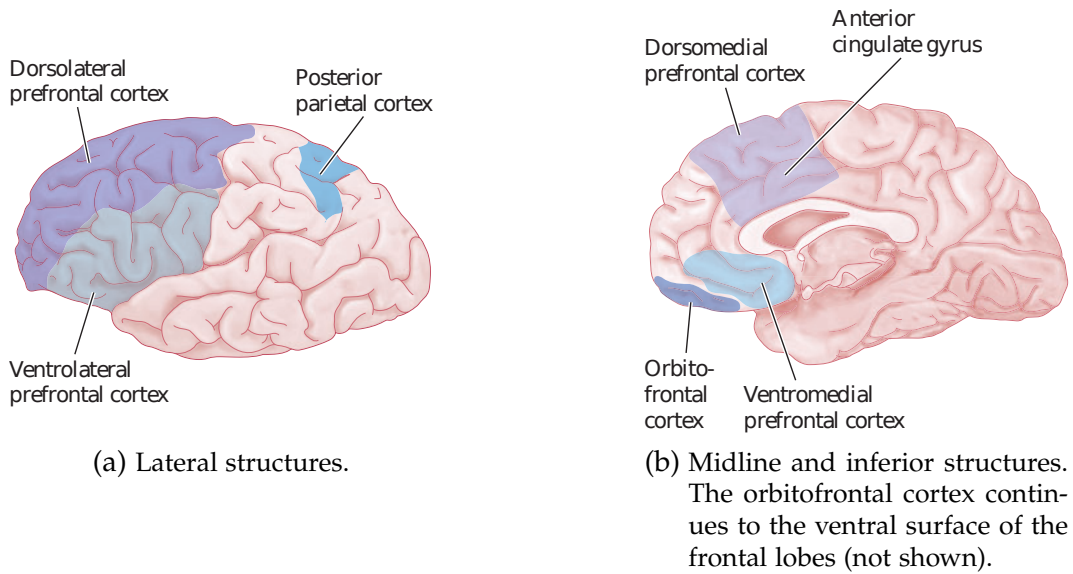 Dorsolateral
prefrontal cortex
Posterior
parietal cortex
Ventrolateral
prefrontal cortex
(a) Lateral structures.
Anterior
cingulate gyrus
Dorsomedial
prefrontal cortex
Orbito-
frontal
cortex
Ventromedial
prefrontal cortex
(b) Midline and inferior structures.
The orbitofrontal cortex contin-
ues to the ventral surface of the
frontal lobes (not shown).